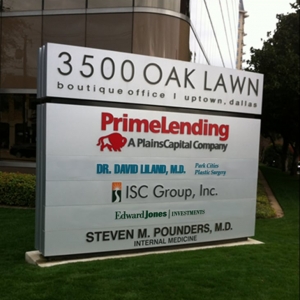 3500 OAK LAWN
boutique office | uptown, dallas
PrimeLending
A PlainsCapital Company
DR. DAVID LILAND, M.D. Park Cities
Plastic Surgery
ISC Group, Inc.
Edward Jones | INVESTMENTS
STEVEN M. POUNDERS, M.D.
INTERNAL MEDICINE